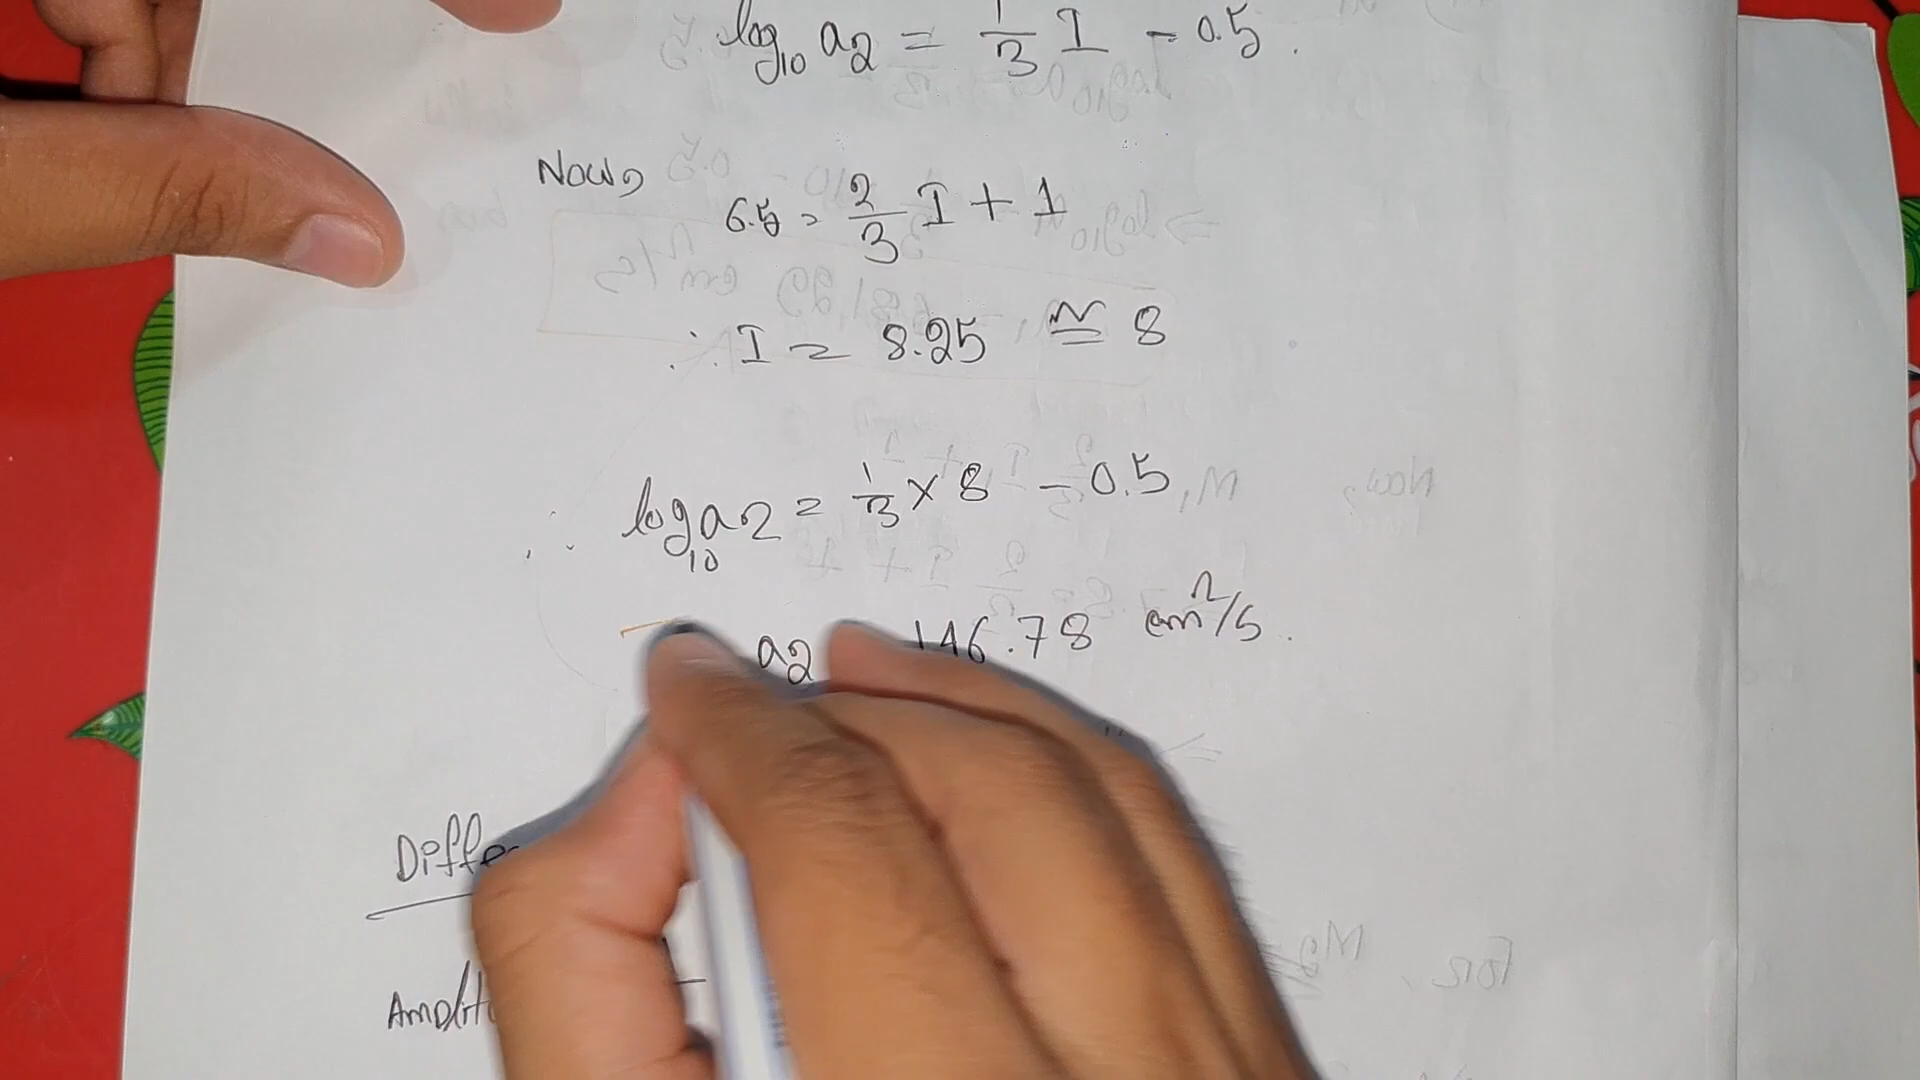 log₁₀ a₂ = 1/3 I - 0.5.
Now, 6.5 = 2/3 I + 1
∴ I = 8.25 ≅ 8
∴ log₁₀ a₂ = 1/3 × 8 - 0.5
a₂ 146.78 cm²/s.